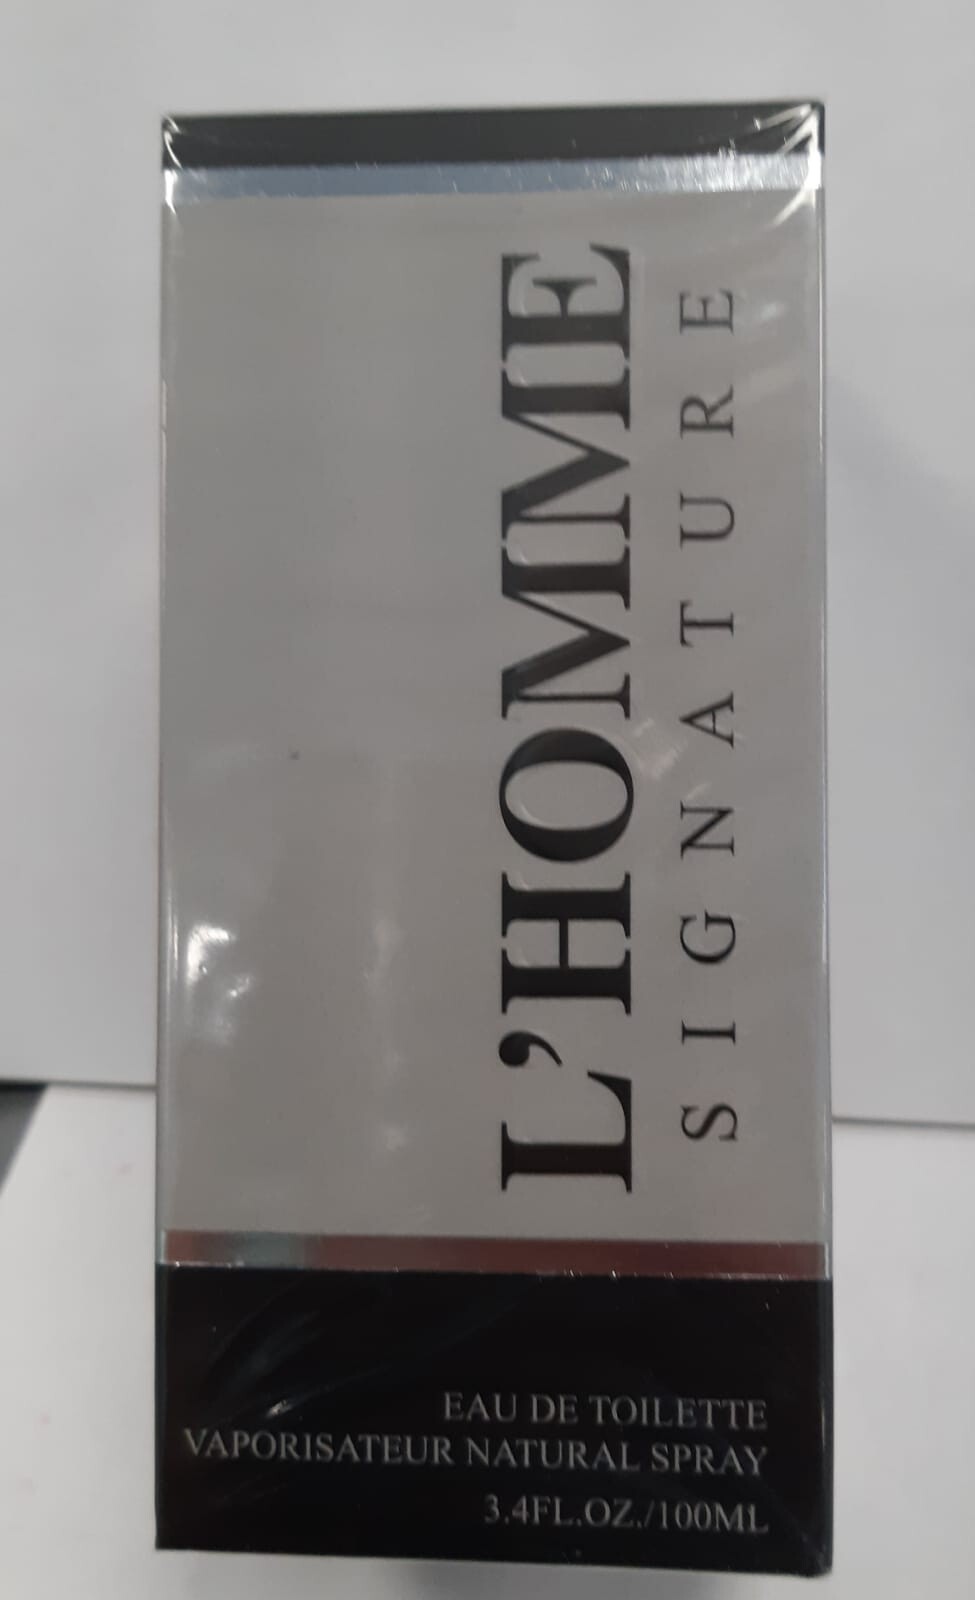 L'HOMME
SIGNATURE
EAU DE TOILETTE
VAPORISATEUR NATURAL SPRAY
3.4FL.OZ./100ML